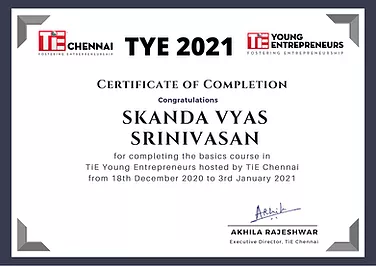 TiE CHENNAI
FOSTERING ENTREPRENEURSHIP
TYE 2021
TiE YOUNG ENTREPRENEURS
FOSTERING ENTREPRENEURSHIP
CERTIFICATE OF COMPLETION
Congratulations
SKANDA VYAS
SRINIVASAN
for completing the basics course in
TiE Young Entrepreneurs hosted by TiE Chennai
from 18th December 2020 to 3rd January 2021
Akhila
AKHILA RAJESHWAR
Executive Director, TiE Chennai